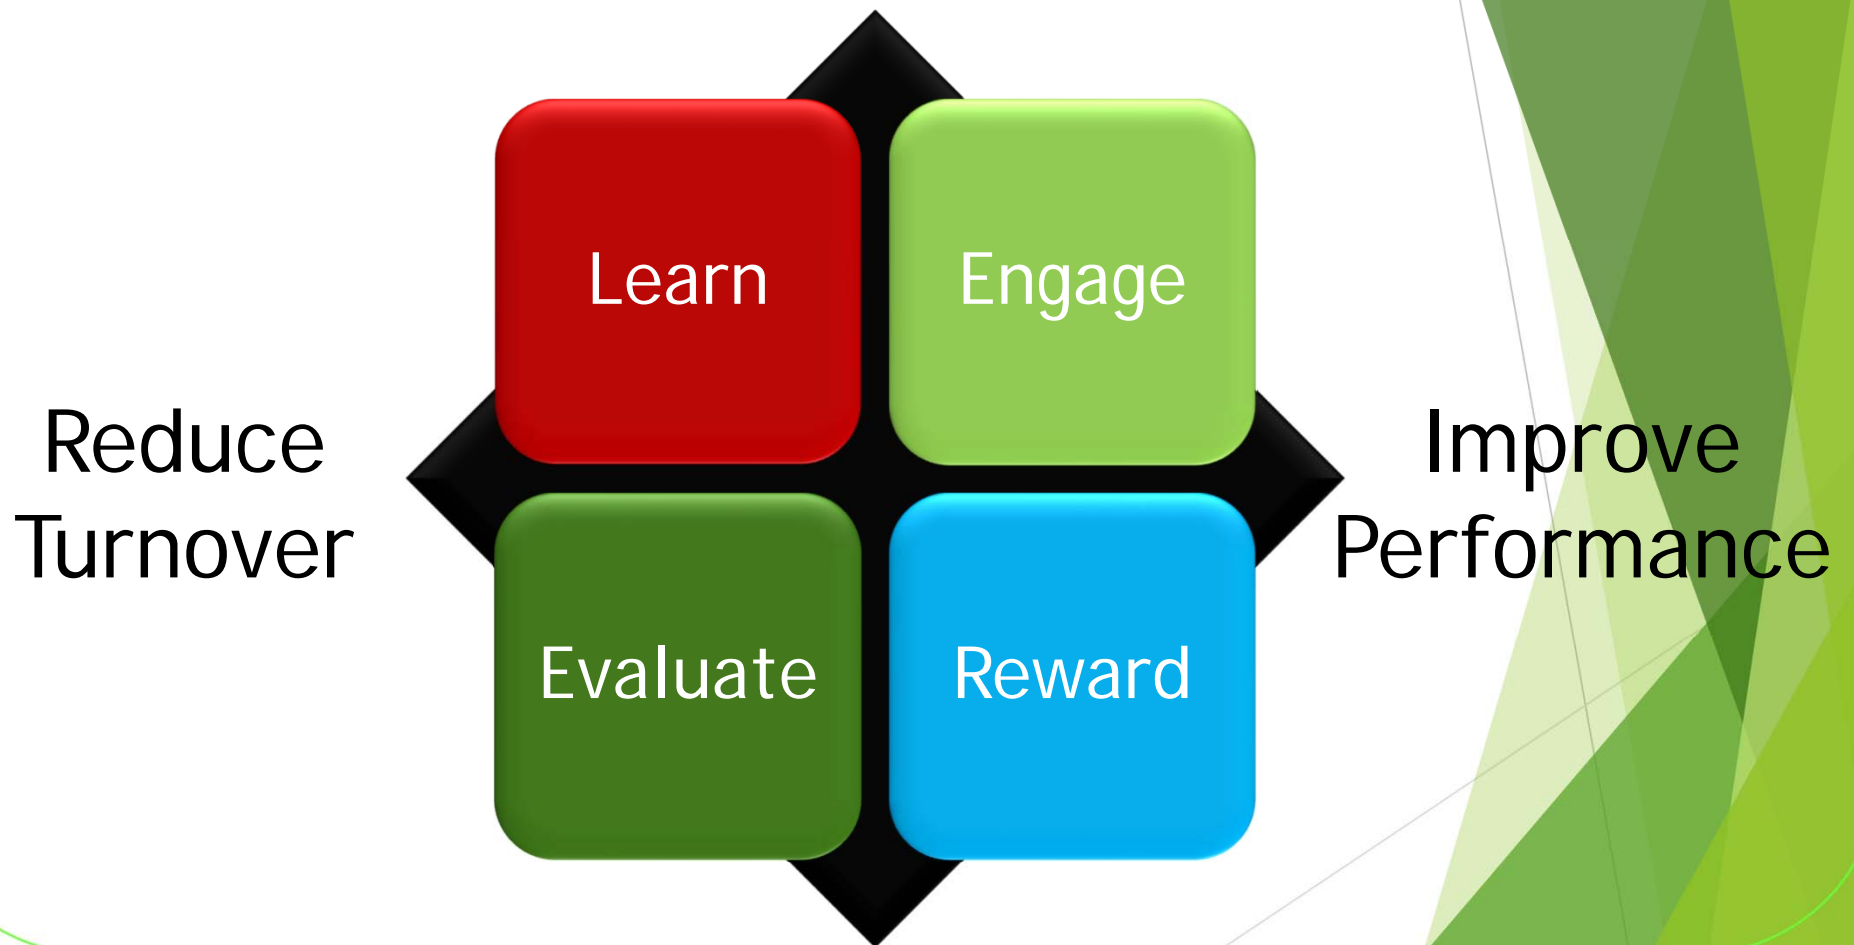 Learn
Engage
Reduce
Turnover
Improve
Performance
Evaluate
Reward